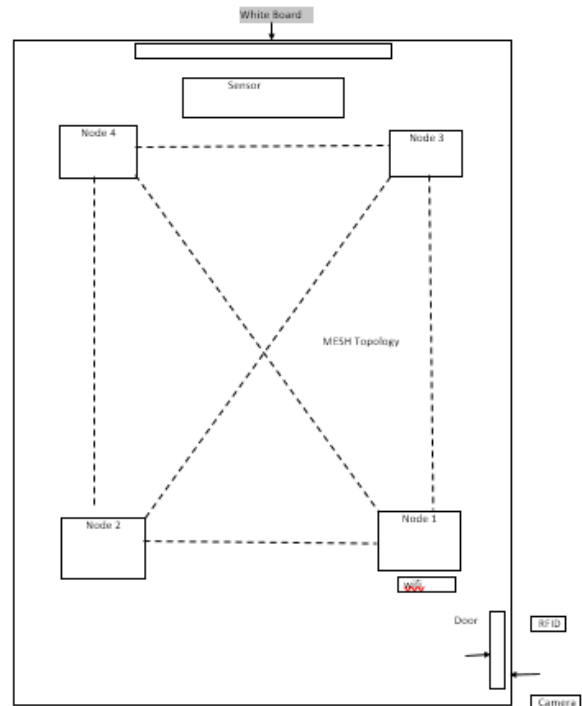 White Board
Sensor
Node 4
Node 3
MESH Topology
Node 2
Node 1
wifi
Door
RFID
Camera